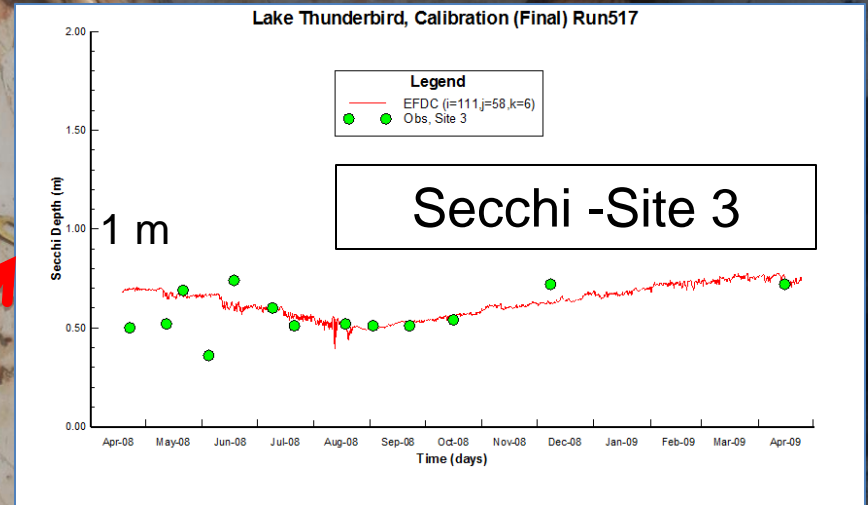 Lake Thunderbird, Calibration (Final) Run517
2.00
Legend
EFDC (i=111,j=58,k=6)
Obs, Site 3
1.50
Secchi -Site 3
Secchi Depth (m)
1.00
1 m
0.50
0.00
Apr-08 May-08 Jun-08 Jul-08 Aug-08 Sep-08 Oct-08 Nov-08 Dec-08 Jan-09 Feb-09 Mar-09 Apr-09
Time (days)